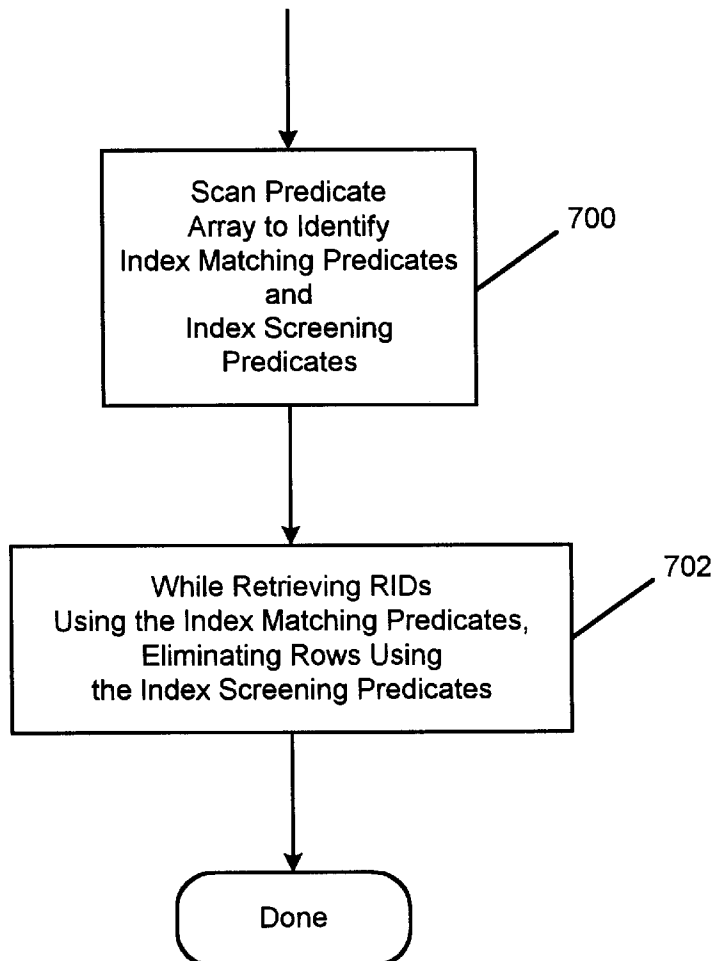 Scan Predicate
Array to Identify
Index Matching Predicates
and
Index Screening
Predicates
700
While Retrieving RIDs
Using the Index Matching Predicates,
Eliminating Rows Using
the Index Screening Predicates
702
Done